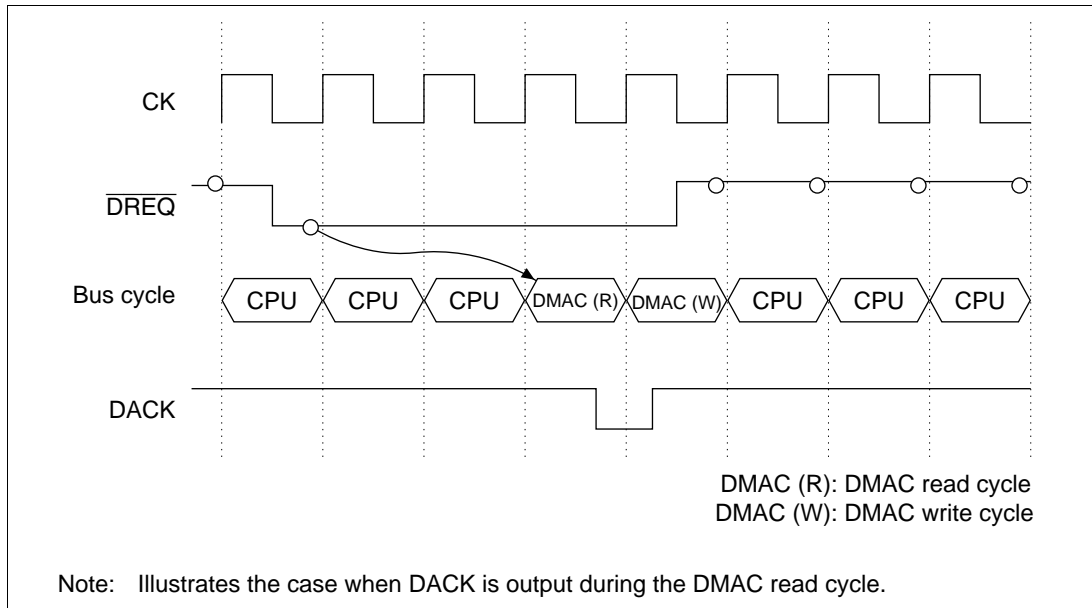 CK
DREQ
Bus cycle CPU CPU CPU DMAC (R) DMAC (W) CPU CPU CPU
DACK
DMAC (R): DMAC read cycle
DMAC (W): DMAC write cycle
Note: Illustrates the case when DACK is output during the DMAC read cycle.